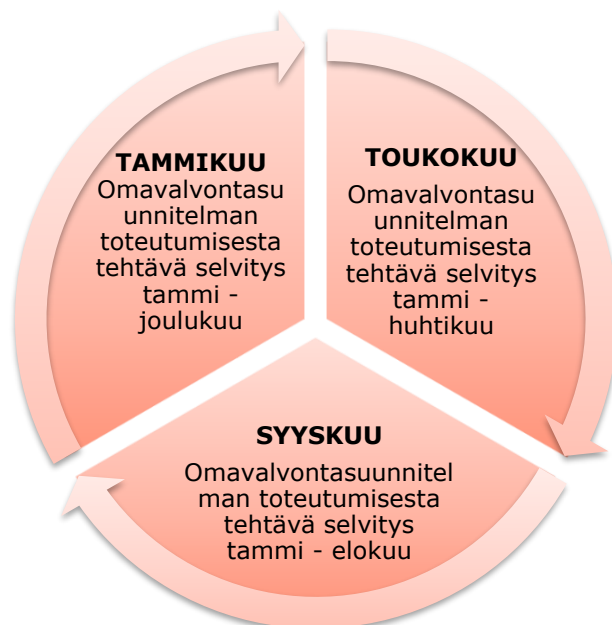 TAMMIKUU
Omavalvontasu
unnitelman
toteutumisesta
tehtävä selvitys
tammi -
joulukuu
TOUKOKUU
Omavalvontasu
unnitelman
toteutumisesta
tehtävä selvitys
tammi -
huhtikuu
SYYSKUU
Omavalvontasuunnitel
man toteutumisesta
tehtävä selvitys
tammi - elokuu